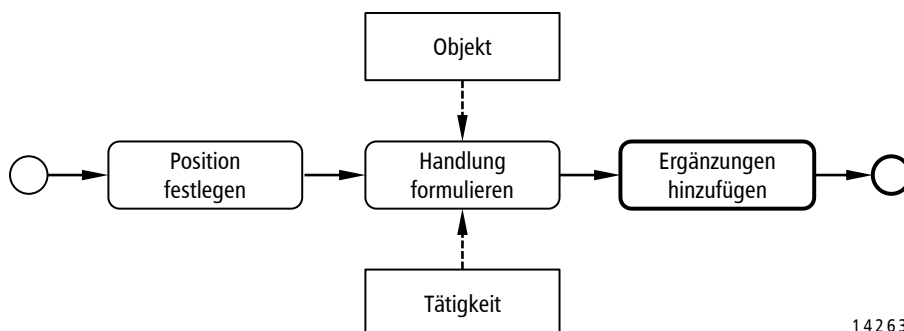 Objekt
Position
festlegen
Handlung
formulieren
Ergänzungen
hinzufügen
Tätigkeit
14263